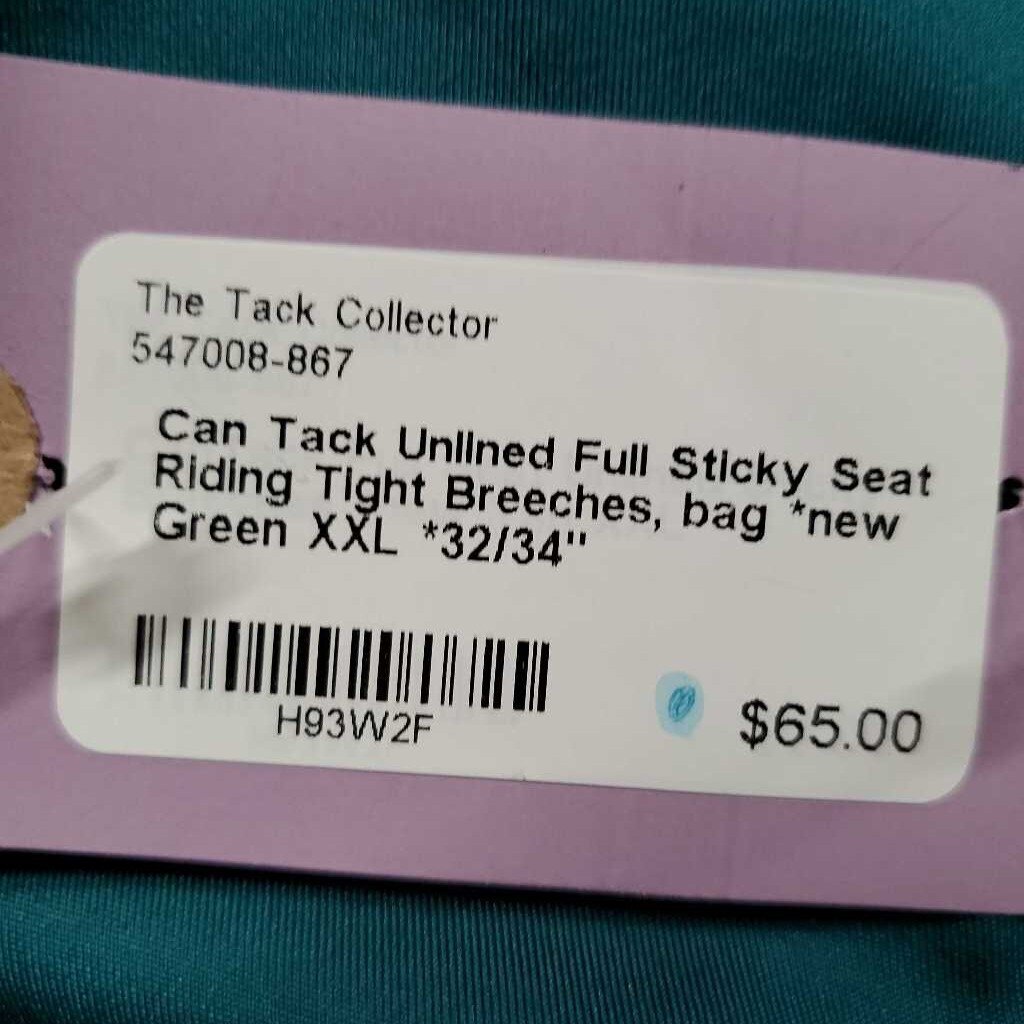 The Tack Collector
547008-867
Can Tack Unlined Full Sticky Seat
Riding Tight Breeches, bag *new
Green XXL *32/34"
H93W2F
$65.00